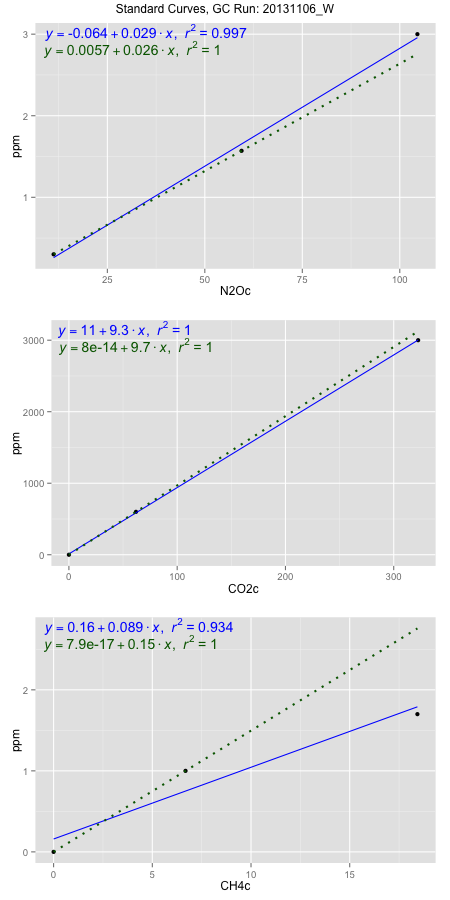 Standard Curves, GC Run: 20131106_W
y = -0.064 + 0.029 · x, r² = 0.997
y = 0.0057 + 0.026 · x, r² = 1
3
2
1
ppm
25 50 75 100
N2Oc
y = 11 + 9.3 · x, r² = 1
y = 8e-14 + 9.7 · x, r² = 1
3000
2000
1000
0
ppm
0 100 200 300
CO2c
y = 0.16 + 0.089 · x, r² = 0.934
y = 7.9e-17 + 0.15 · x, r² = 1
2
1
0
ppm
0 5 10 15
CH4c